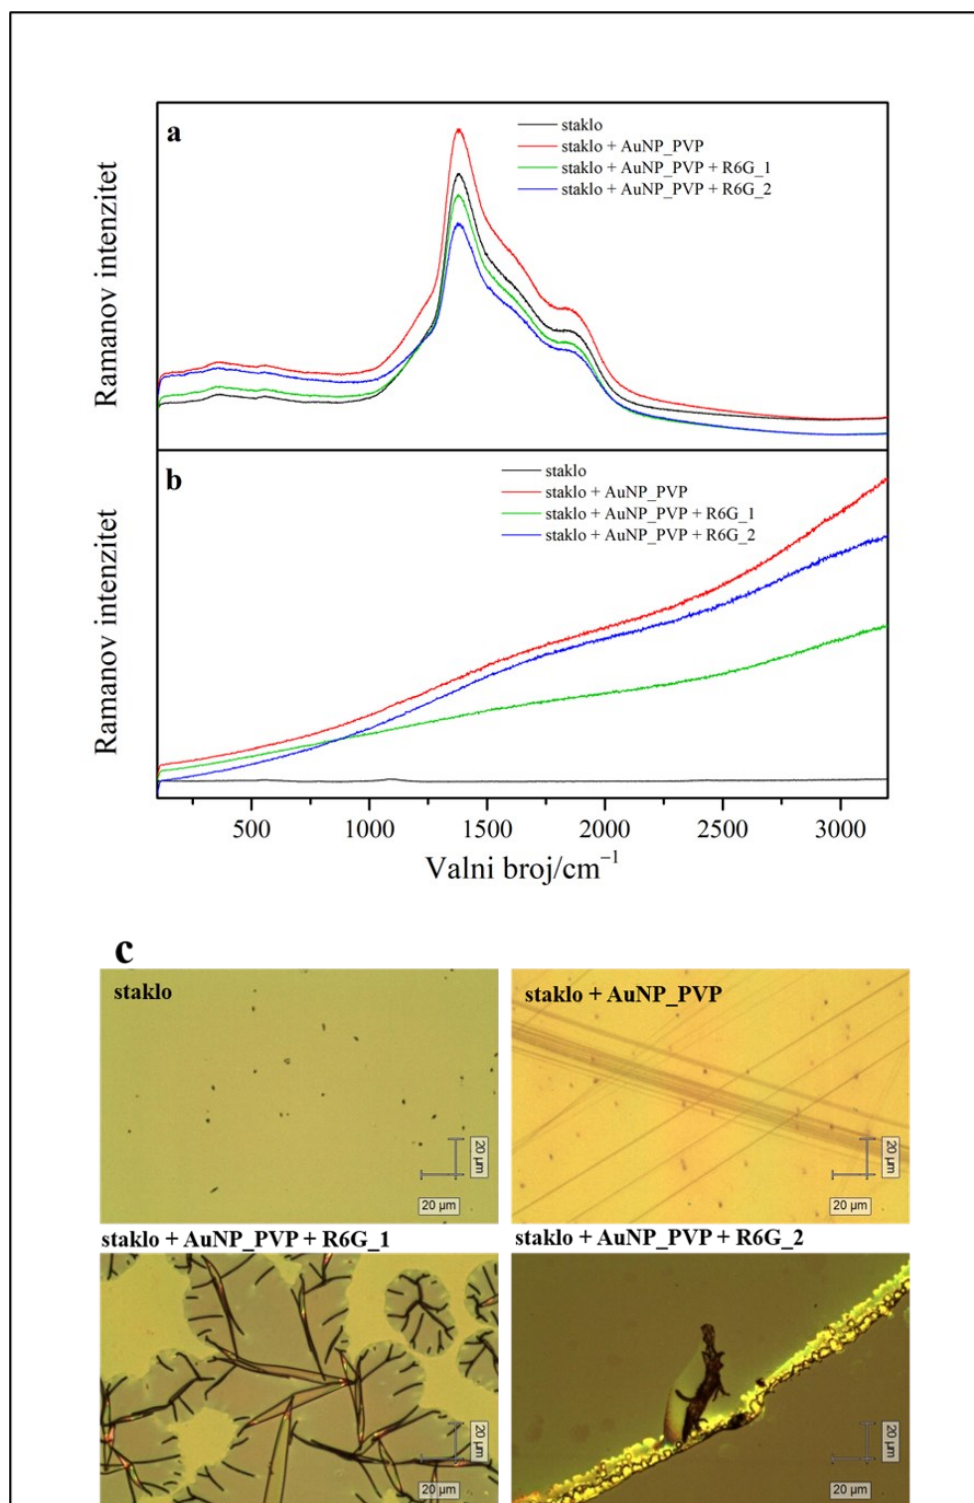 a
staklo
staklo + AuNP_PVP
staklo + AuNP_PVP + R6G_1
staklo + AuNP_PVP + R6G_2
Ramanov intenzitet
b
staklo
staklo + AuNP_PVP
staklo + AuNP_PVP + R6G_1
staklo + AuNP_PVP + R6G_2
Ramanov intenzitet
500 1000 1500 2000 2500 3000
Valni broj/cm⁻¹
c
staklo
20 µm
20 µm
staklo + AuNP_PVP
20 µm
20 µm
staklo + AuNP_PVP + R6G_1
20 µm
20 µm
staklo + AuNP_PVP + R6G_2
20 µm
20 µm